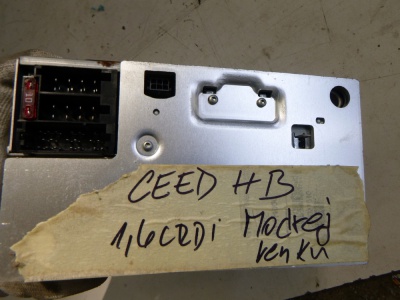 CEED HB
1,6CRDi Modrej
venku